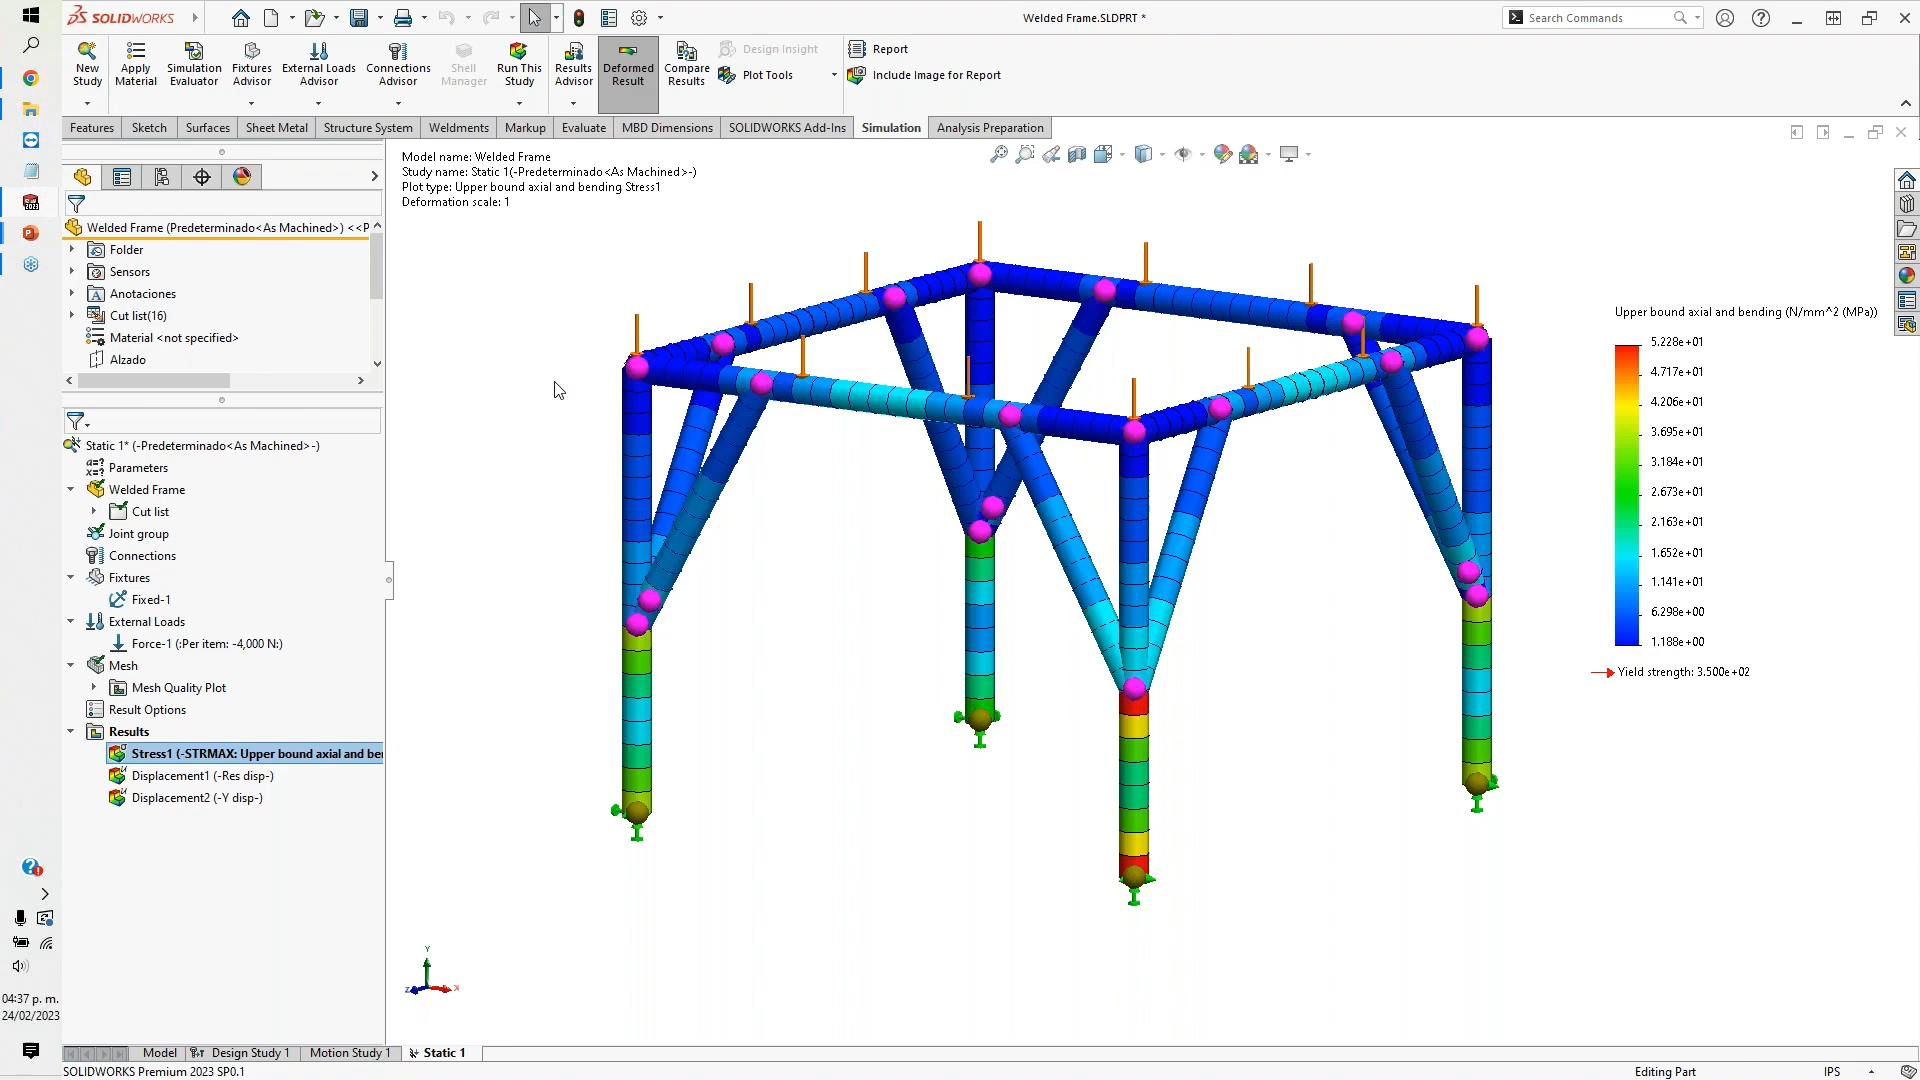 SOLIDWORKS
Welded Frame.SLDPRT *
Search Commands
New Study
Apply Material
Simulation Evaluator
Fixtures Advisor
External Loads Advisor
Connections Advisor
Shell Manager
Run This Study
Results Advisor
Deformed Result
Compare Results
Design Insight
Plot Tools
Report
Include Image for Report
Features
Sketch
Surfaces
Sheet Metal
Structure System
Weldments
Markup
Evaluate
MBD Dimensions
SOLIDWORKS Add-Ins
Simulation
Analysis Preparation
Welded Frame (Predeterminado<As Machined>) <<P
Folder
Sensors
Anotaciones
Cut list(16)
Material <not specified>
Alzado
Static 1* (-Predeterminado<As Machined>-)
Parameters
Welded Frame
Cut list
Joint group
Connections
Fixtures
Fixed-1
External Loads
Force-1 (:Per item: -4,000 N:)
Mesh
Mesh Quality Plot
Result Options
Results
Stress1 (-STRMAX: Upper bound axial and be
Displacement1 (-Res disp-)
Displacement2 (-Y disp-)
Model name: Welded Frame
Study name: Static 1(-Predeterminado<As Machined>-)
Plot type: Upper bound axial and bending Stress1
Deformation scale: 1
Upper bound axial and bending (N/mm^2 (MPa))
5.228e+01
4.717e+01
4.206e+01
3.695e+01
3.184e+01
2.673e+01
2.163e+01
1.652e+01
1.141e+01
6.298e+00
1.188e+00
Yield strength: 3.500e+02
Y
Z
X
04:37 p. m.
24/02/2023
Model
Design Study 1
Motion Study 1
Static 1
SOLIDWORKS Premium 2023 SP0.1
Editing Part
IPS